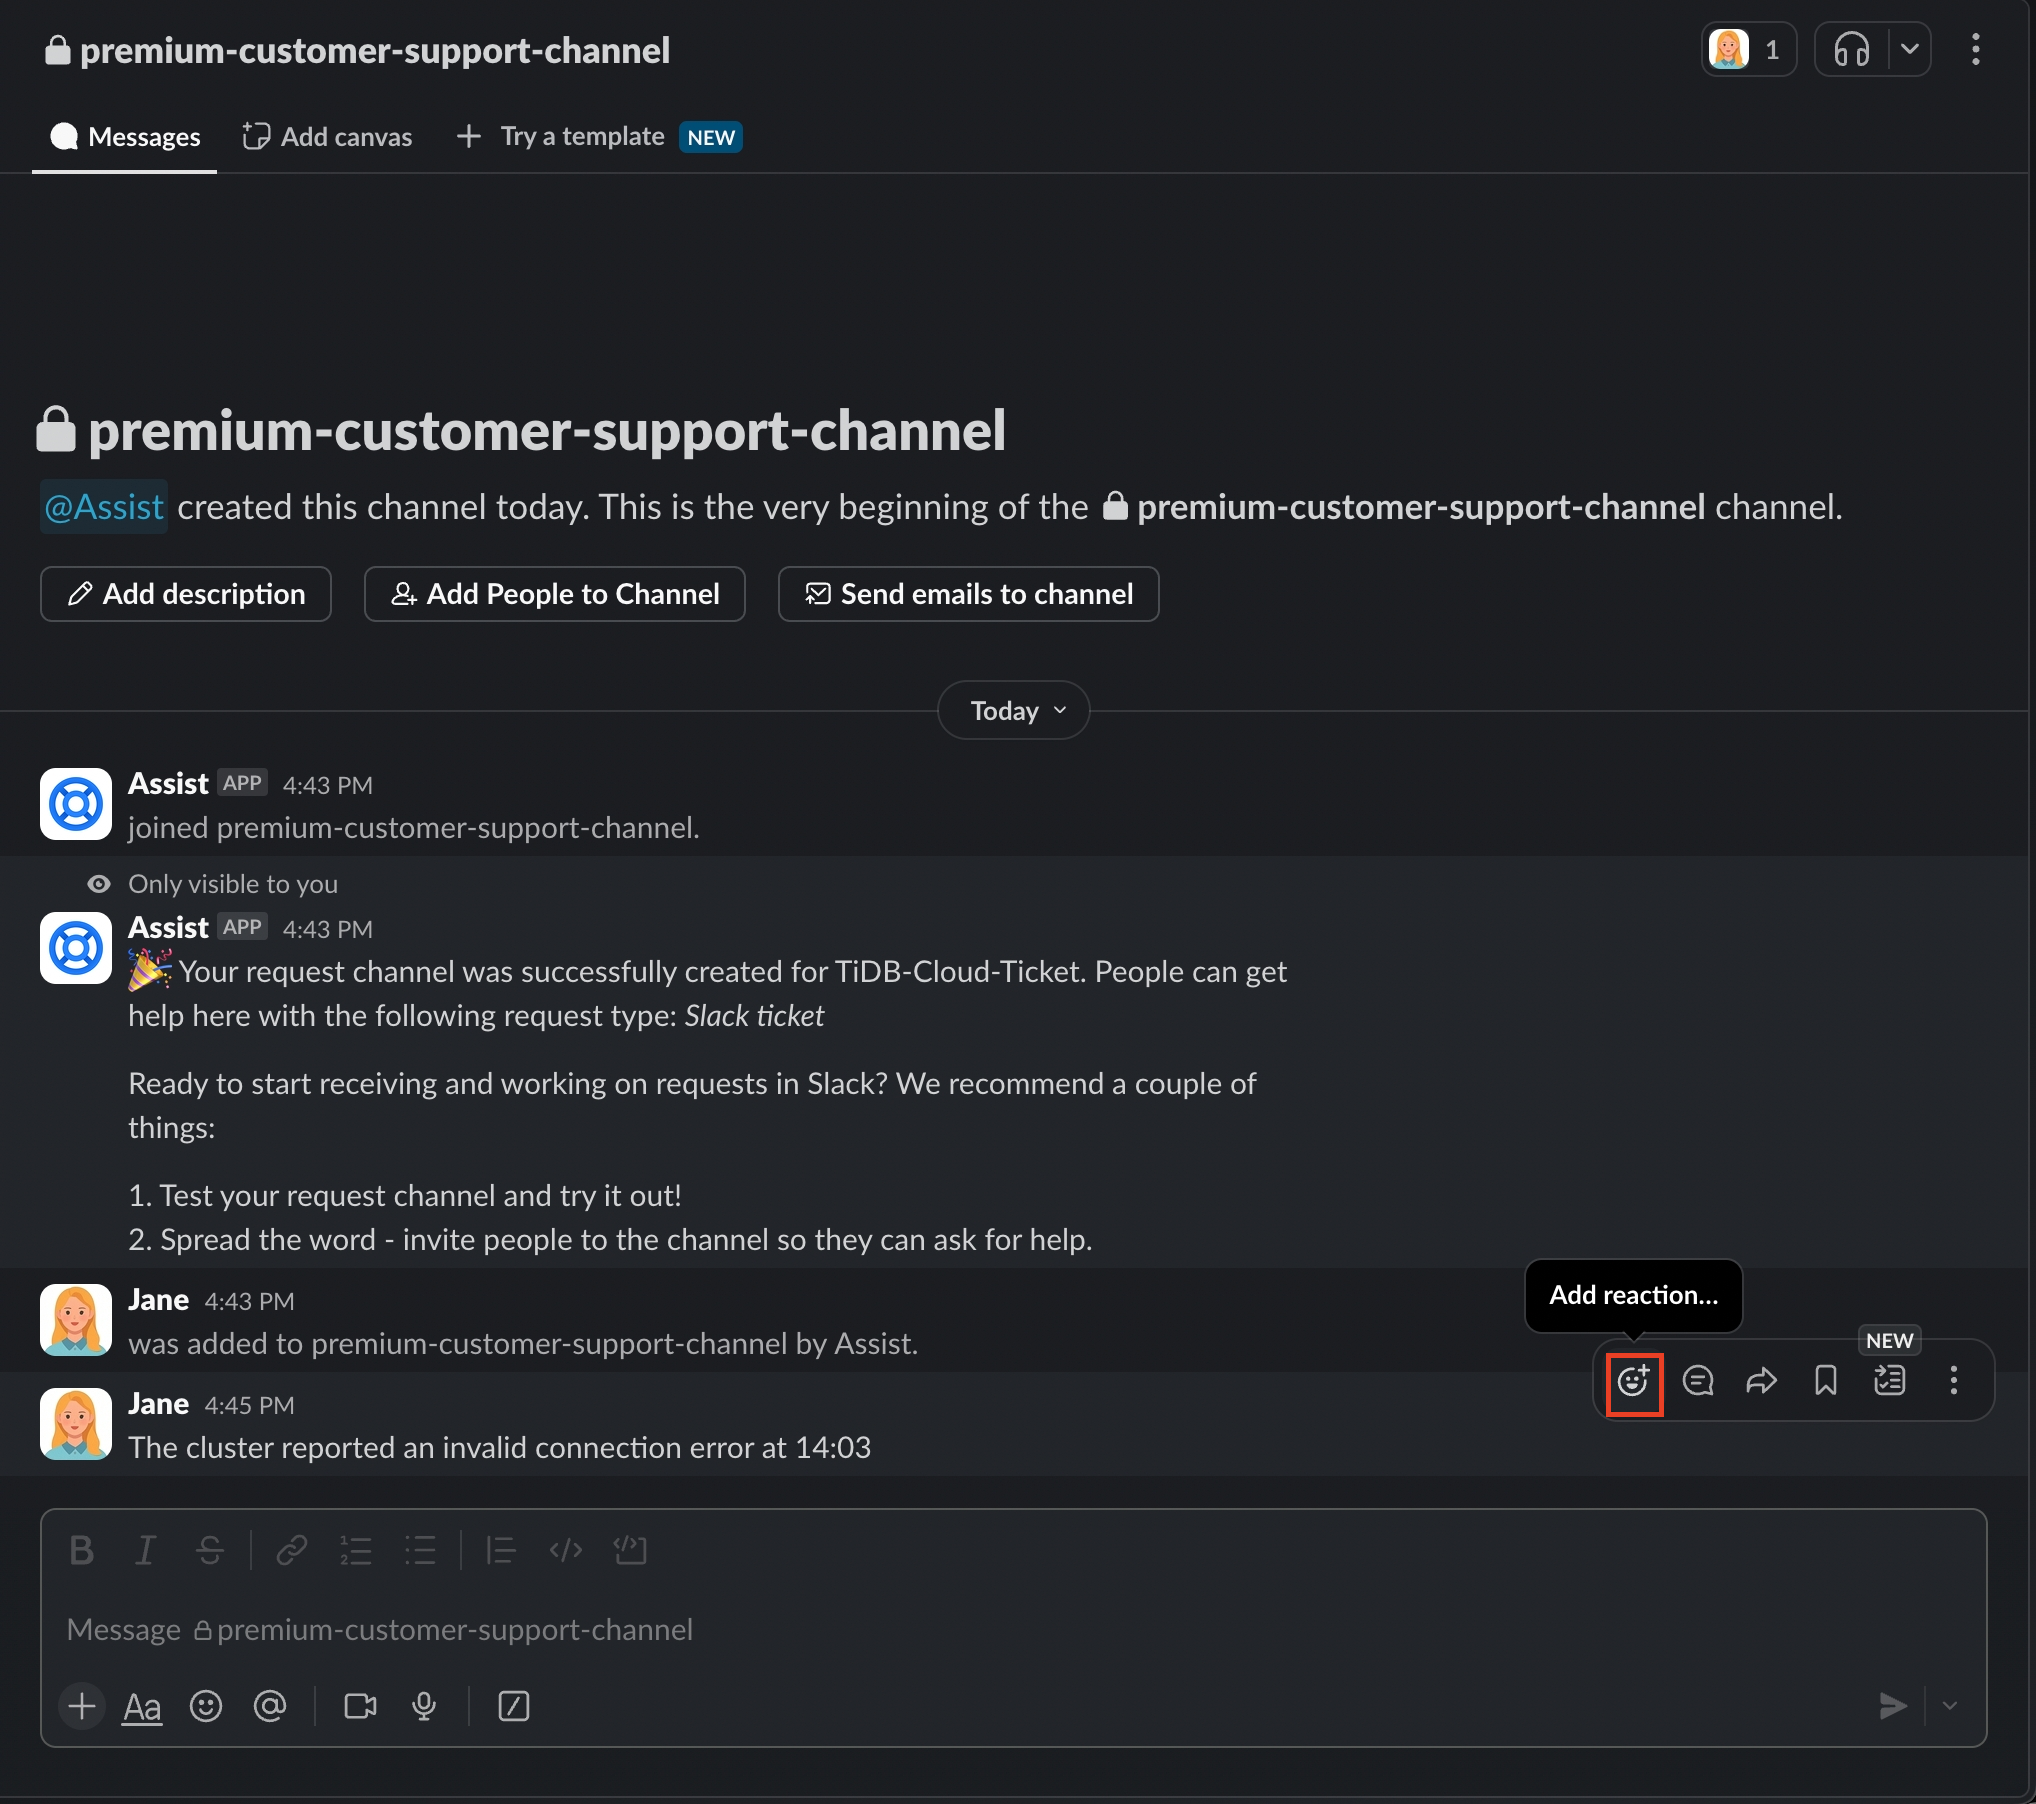 premium-customer-support-channel
1
Messages Add canvas Try a template NEW
premium-customer-support-channel
@Assist created this channel today. This is the very beginning of the premium-customer-support-channel channel.
Add description Add People to Channel Send emails to channel
Today
Assist APP 4:43 PM
joined premium-customer-support-channel.
Only visible to you
Assist APP 4:43 PM
Your request channel was successfully created for TiDB-Cloud-Ticket. People can get
help here with the following request type: Slack ticket
Ready to start receiving and working on requests in Slack? We recommend a couple of
things:
1. Test your request channel and try it out!
2. Spread the word - invite people to the channel so they can ask for help.
Jane 4:43 PM
was added to premium-customer-support-channel by Assist.
Add reaction...
NEW
Jane 4:45 PM
The cluster reported an invalid connection error at 14:03
Message premium-customer-support-channel
Aa